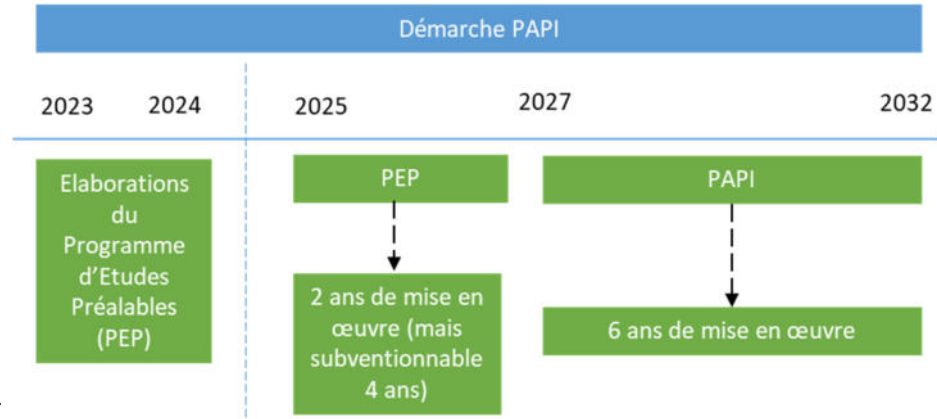 Démarche PAPI
2023
2024
2025
2027
2032
Elaborations
du
Programme
d'Etudes
Préalables
(PEP)
PEP
PAPI
2 ans de mise en
œuvre (mais
subventionnable
4 ans)
6 ans de mise en œuvre